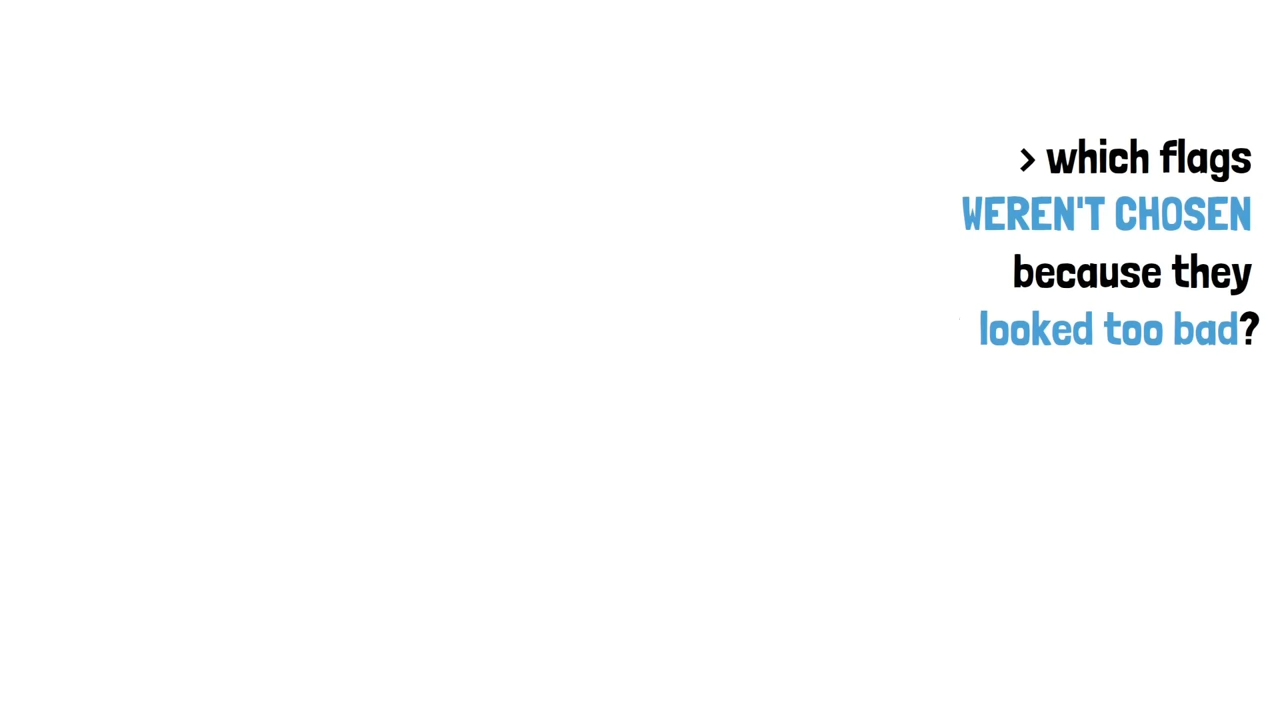 > which flags
WEREN'T CHOSEN
because they
looked too bad?